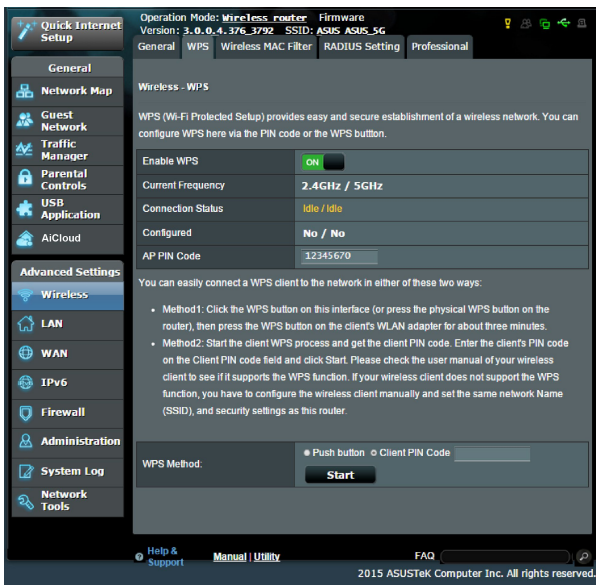 Quick Internet
Setup
Operation Mode: Wireless router Firmware
Version: 3.0.0.4.376_3792 SSID: ASUS ASUS_5G
General WPS Wireless MAC Filter RADIUS Setting Professional
General
Network Map
Guest
Network
Traffic
Manager
Parental
Controls
USB
Application
AiCloud
Advanced Settings
Wireless
LAN
WAN
IPv6
Firewall
Administration
System Log
Network
Tools
Wireless - WPS
WPS (Wi-Fi Protected Setup) provides easy and secure establishment of a wireless network. You can
configure WPS here via the PIN code or the WPS buttton.
Enable WPS ON
Current Frequency 2.4GHz / 5GHz
Connection Status Idle / Idle
Configured No / No
AP PIN Code 12345670
You can easily connect a WPS client to the network in either of these two ways:
• Method1: Click the WPS button on this interface (or press the physical WPS button on the
router), then press the WPS button on the client's WLAN adapter for about three minutes.
• Method2: Start the client WPS process and get the client PIN code. Enter the client's PIN code
on the Client PIN code field and click Start. Please check the user manual of your wireless
client to see if it supports the WPS function. If your wireless client does not support the WPS
function, you have to configure the wireless client manually and set the same network Name
(SSID), and security settings as this router.
WPS Method: Push button Client PIN Code
Start
Help &
Support
Manual | Utility
FAQ
2015 ASUSTeK Computer Inc. All rights reserved.